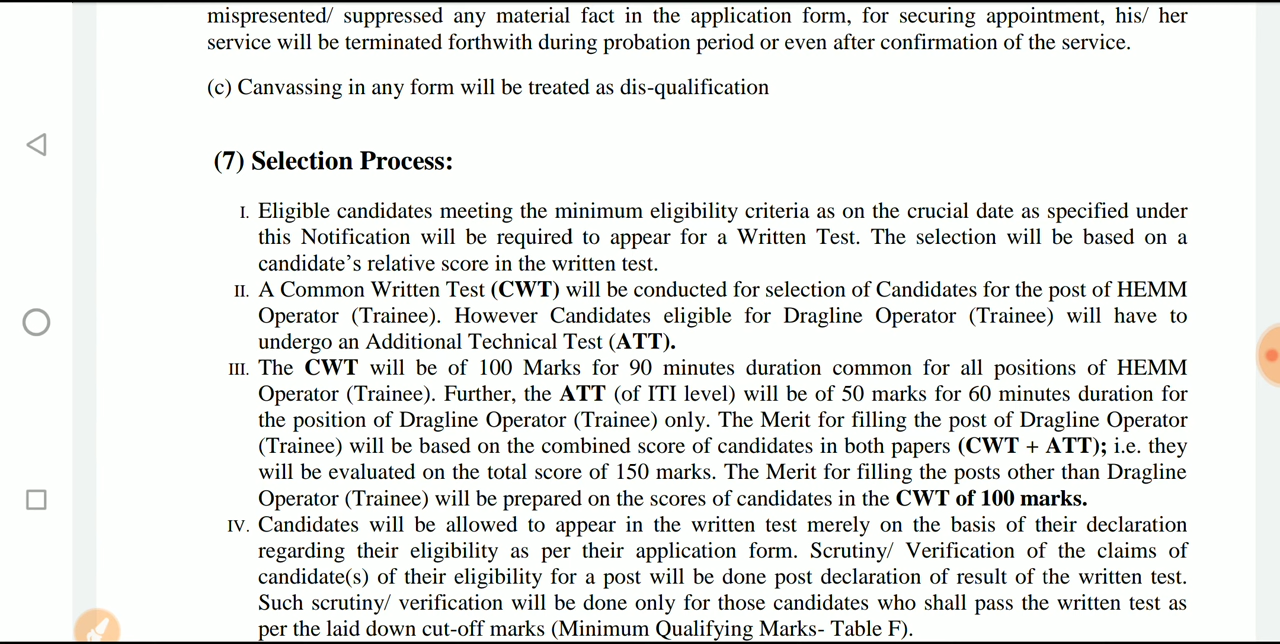 mispresented/ suppressed any material fact in the application form, for securing appointment, his/ her
service will be terminated forthwith during probation period or even after confirmation of the service.
(c) Canvassing in any form will be treated as dis-qualification
(7) Selection Process:
I. Eligible candidates meeting the minimum eligibility criteria as on the crucial date as specified under
this Notification will be required to appear for a Written Test. The selection will be based on a
candidate’s relative score in the written test.
II. A Common Written Test (CWT) will be conducted for selection of Candidates for the post of HEMM
Operator (Trainee). However Candidates eligible for Dragline Operator (Trainee) will have to
undergo an Additional Technical Test (ATT).
III. The CWT will be of 100 Marks for 90 minutes duration common for all positions of HEMM
Operator (Trainee). Further, the ATT (of ITI level) will be of 50 marks for 60 minutes duration for
the position of Dragline Operator (Trainee) only. The Merit for filling the post of Dragline Operator
(Trainee) will be based on the combined score of candidates in both papers (CWT + ATT); i.e. they
will be evaluated on the total score of 150 marks. The Merit for filling the posts other than Dragline
Operator (Trainee) will be prepared on the scores of candidates in the CWT of 100 marks.
IV. Candidates will be allowed to appear in the written test merely on the basis of their declaration
regarding their eligibility as per their application form. Scrutiny/ Verification of the claims of
candidate(s) of their eligibility for a post will be done post declaration of result of the written test.
Such scrutiny/ verification will be done only for those candidates who shall pass the written test as
per the laid down cut-off marks (Minimum Qualifying Marks- Table F).